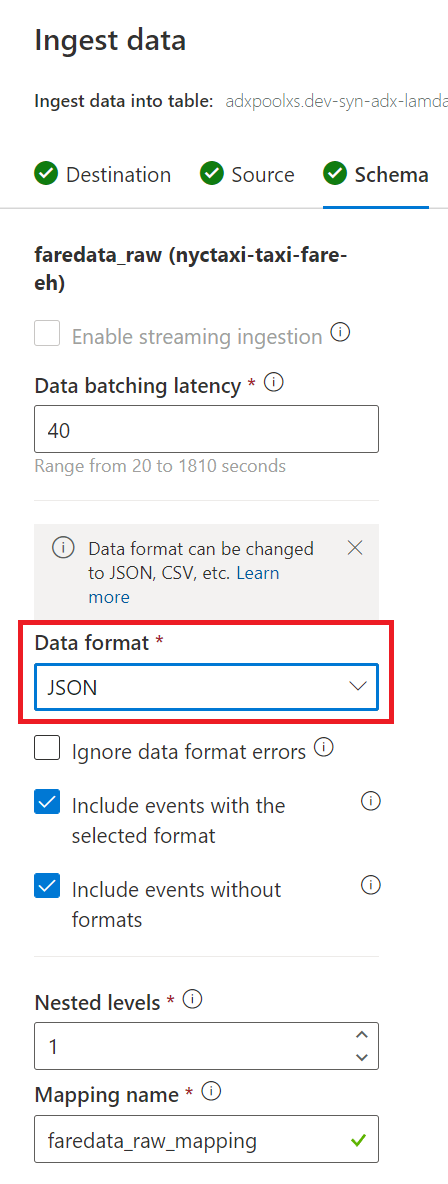 Ingest data
Ingest data into table: adxpoolxs.dev-syn-adx-lamda
Destination Source Schema
faredata_raw (nyctaxi-taxi-fare-
eh)
Enable streaming ingestion
Data batching latency *
40
Range from 20 to 1810 seconds
Data format can be changed
to JSON, CSV, etc. Learn
more
Data format *
JSON
Ignore data format errors
Include events with the
selected format
Include events without
formats
Nested levels *
1
Mapping name *
faredata_raw_mapping